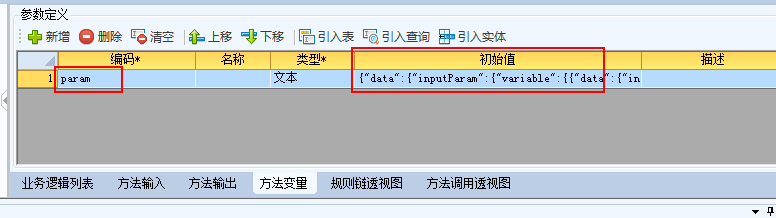 参数定义
新增 删除 清空 上移 下移 引入表 引入查询 引入实体
编码* 名称 类型* 初始值 描述
1 param 文本 {"data":{"inputParam":{"variable":{{"data":{"in
业务逻辑列表 方法输入 方法输出 方法变量 规则链透视图 方法调用透视图